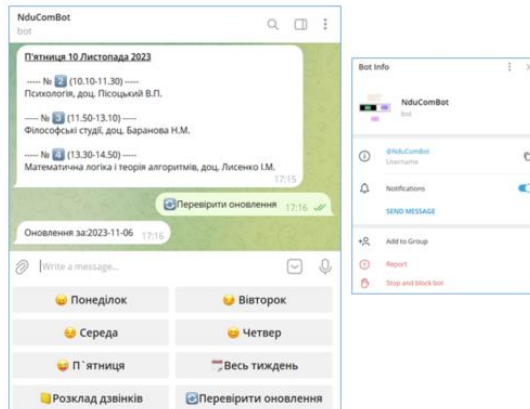 NduComBot
bot
П'ятниця 10 Листопада 2023
----- № 2 (10.10-11.30) -----
Психологія, доц. Пісоцький В.П.
----- № 3 (11.50-13.10) -----
Філософські студії, доц. Баранова Н.М.
----- № 4 (13.30-14.50) -----
Математична логіка і теорія алгоритмів, доц. Лисенко І.М.
17:15
Перевірити оновлення 17:16
Оновлення за:2023-11-06 17:16
Write a message...
Понеділок
Вівторок
Середа
Четвер
П`ятниця
Весь тиждень
Розклад дзвінків
Перевірити оновлення
Bot Info
NduComBot
bot
@NduComBot
Username
Notifications
SEND MESSAGE
Add to Group
Report
Stop and block bot